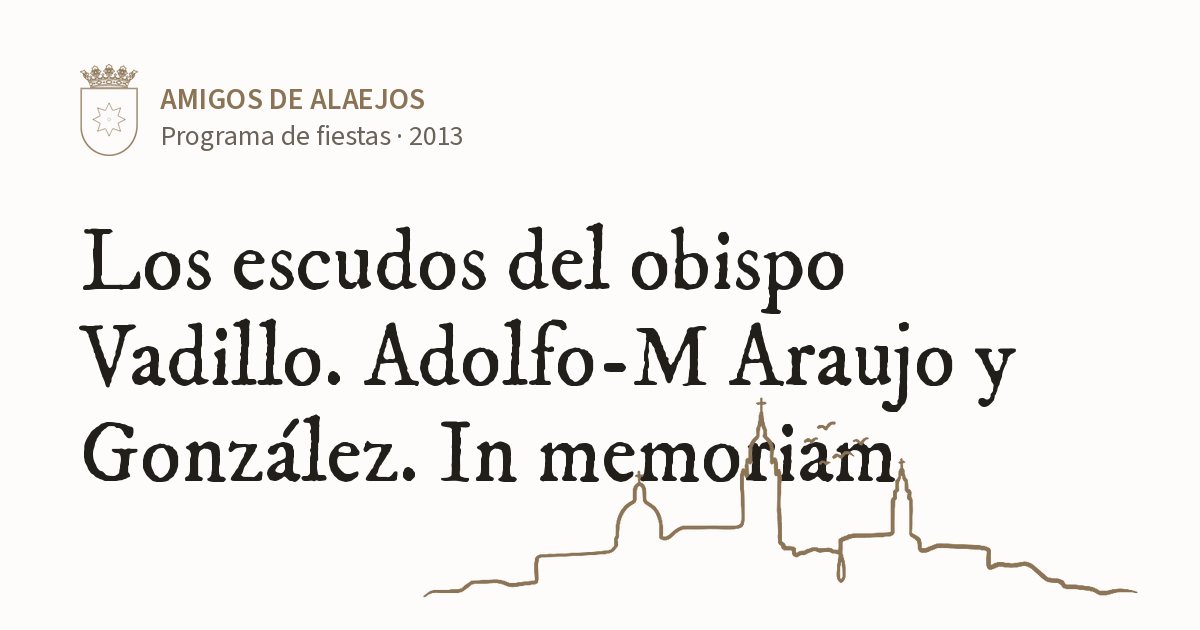 AMIGOS DE ALAEJOS
Programa de fiestas · 2013
Los escudos del obispo
Vadillo. Adolfo-M Araujo y
González. In memoriam